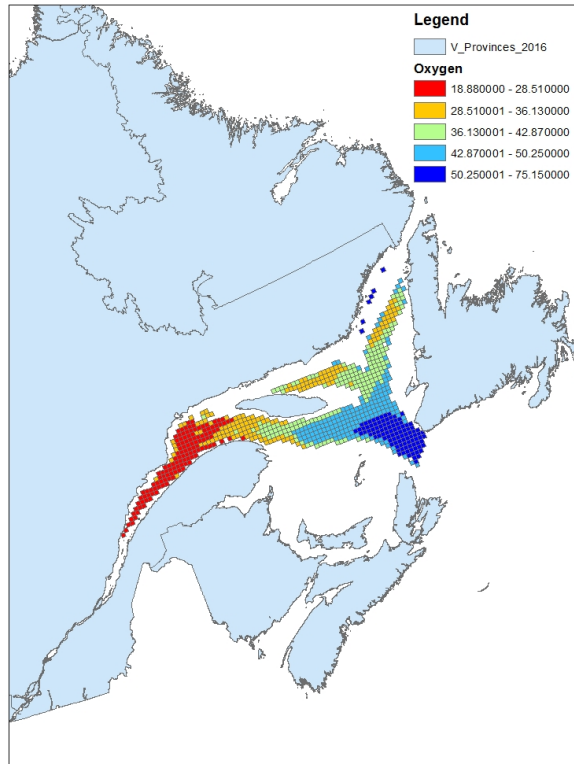 Legend
V_Provinces_2016
Oxygen
18.880000 - 28.510000
28.510001 - 36.130000
36.130001 - 42.870000
42.870001 - 50.250000
50.250001 - 75.150000